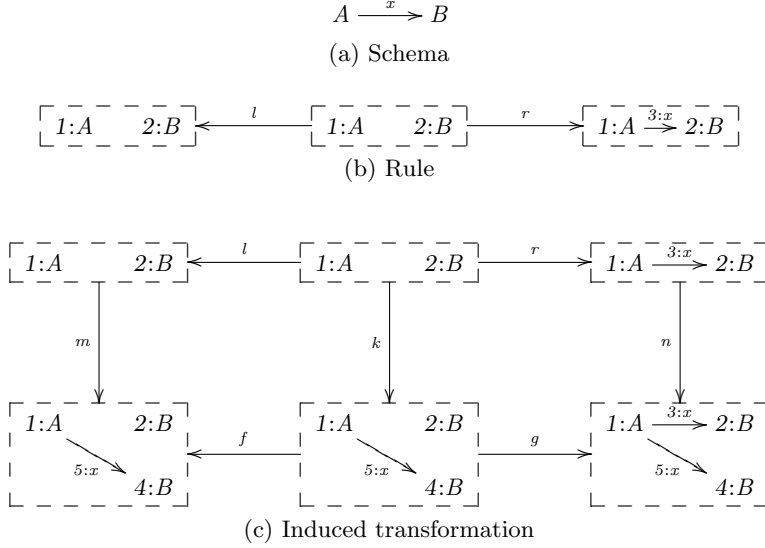 A x B
(a) Schema
1:A 2:B l 1:A 2:B r 1:A 3:x 2:B
(b) Rule
1:A 2:B l 1:A 2:B r 1:A 3:x 2:B
m k n
1:A 2:B 1:A 2:B 1:A 3:x 2:B
f g
5:x 5:x 5:x
4:B 4:B 4:B
(c) Induced transformation